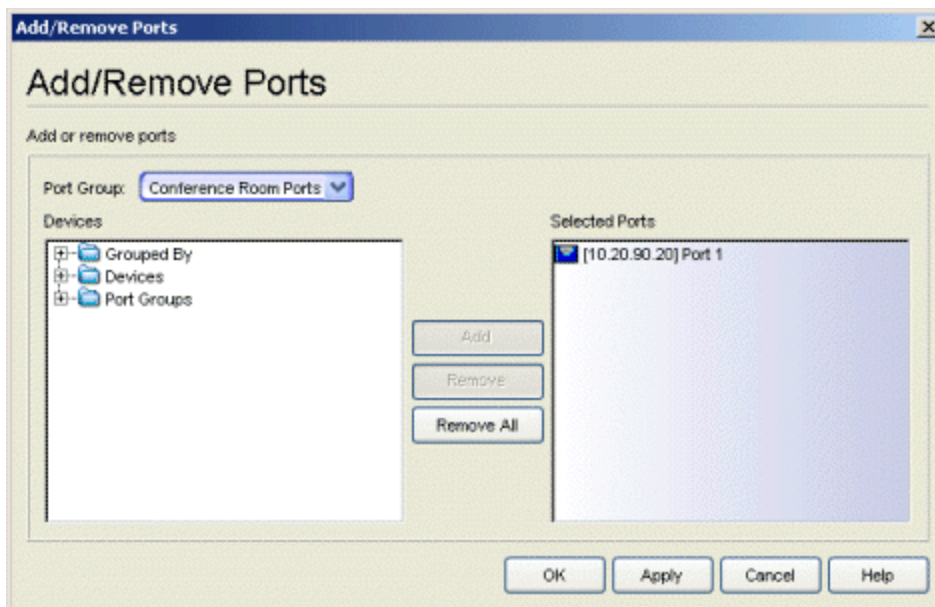 Add/Remove Ports
Add/Remove Ports
Add or remove ports
Port Group: Conference Room Ports
Devices
Selected Ports
Grouped By
Devices
Port Groups
[10.20.90.20] Port 1
Add
Remove
Remove All
OK
Apply
Cancel
Help